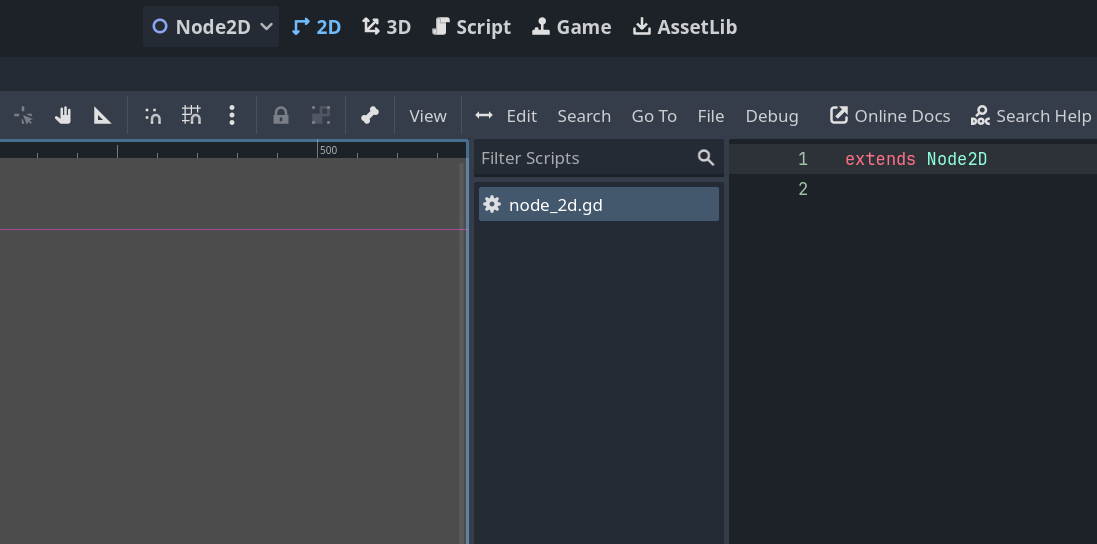 Node2D 2D 3D Script Game AssetLib
View Edit Search Go To File Debug Online Docs Search Help
500
Filter Scripts
node_2d.gd
1 extends Node2D
2